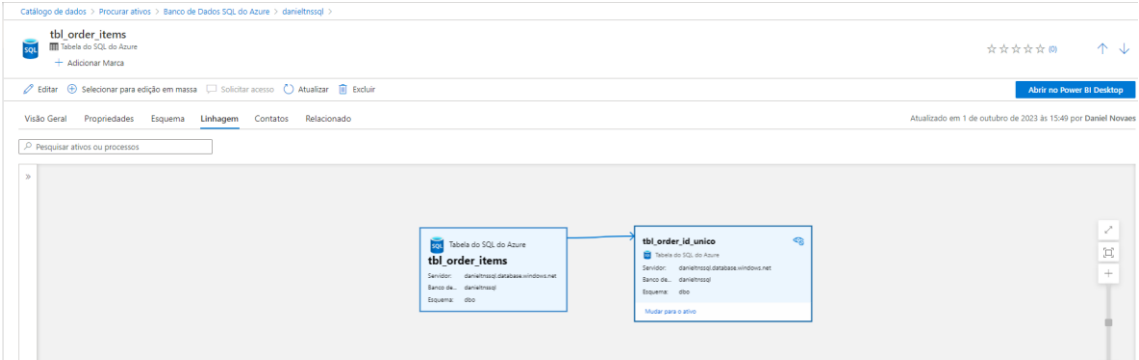 Catálogo de dados > Procurar ativos > Banco de Dados SQL do Azure > danieltnssql >
tbl_order_items
SQL
Tabela do SQL do Azure
+ Adicionar Marca
(0)
Editar Selecionar para edição em massa Solicitar acesso Atualizar Excluir Abrir no Power BI Desktop
Visão Geral Propriedades Esquema Linhagem Contatos Relacionado Atualizado em 1 de outubro de 2023 às 15:49 por Daniel Novaes
Pesquisar ativos ou processos
»
SQL Tabela do SQL do Azure
tbl_order_items
Servidor: danieltnssql.database.windows.net
Banco de... danieltnssql
Esquema: dbo
tbl_order_id_unico
Tabela do SQL do Azure
Servidor: danieltnssql.database.windows.net
Banco de... danieltnssql
Esquema: dbo
Mudar para o ativo